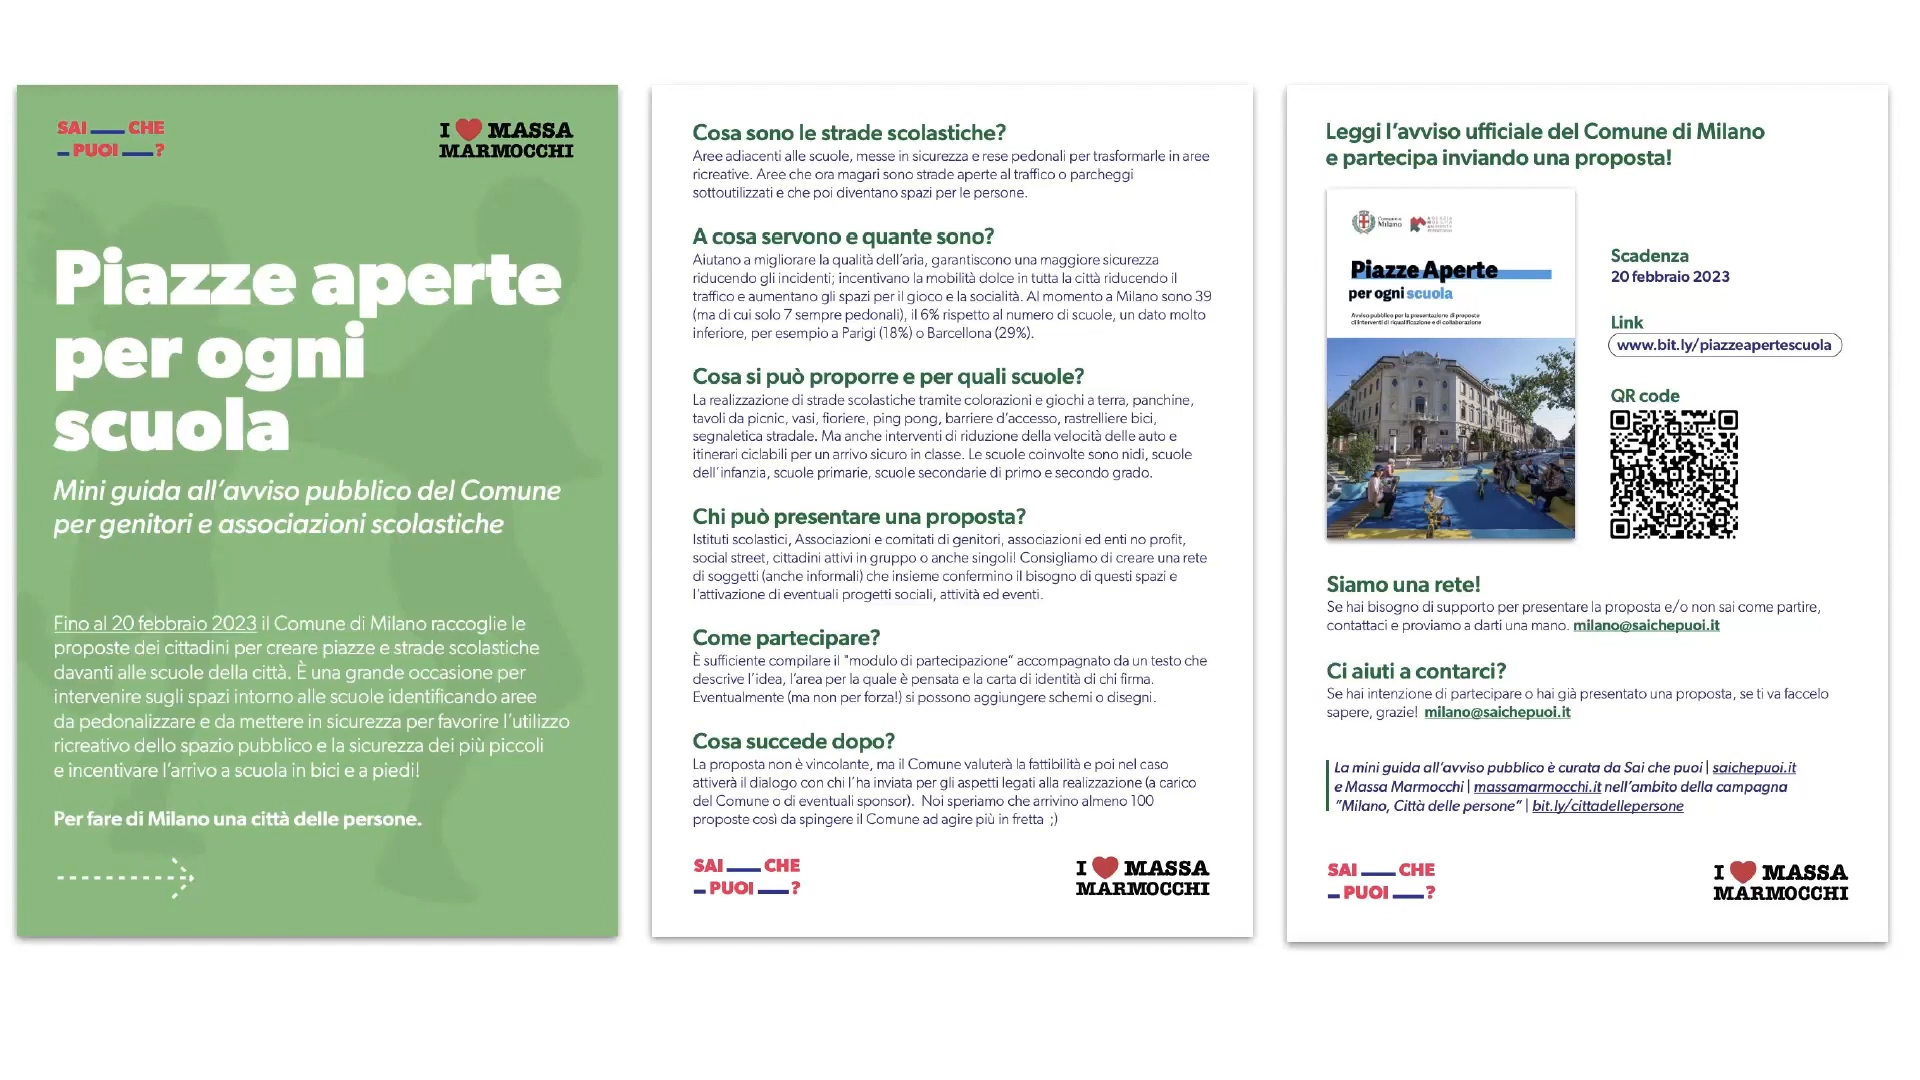 SAI CHE
PUOI ?
I MASSA
MARMOCCHI
Piazze aperte
per ogni
scuola
Mini guida all'avviso pubblico del Comune
per genitori e associazioni scolastiche
Fino al 20 febbraio 2023 il Comune di Milano raccoglie le
proposte dei cittadini per creare piazze e strade scolastiche
davanti alle scuole della città. È una grande occasione per
intervenire sugli spazi intorno alle scuole identificando aree
da pedonalizzare e da mettere in sicurezza per favorire l'utilizzo
ricreativo dello spazio pubblico e la sicurezza dei più piccoli
e incentivare l'arrivo a scuola in bici e a piedi!
Per fare di Milano una città delle persone.
Cosa sono le strade scolastiche?
Aree adiacenti alle scuole, messe in sicurezza e rese pedonali per trasformarle in aree
ricreative. Aree che ora magari sono strade aperte al traffico o parcheggi
sottoutilizzati e che poi diventano spazi per le persone.
A cosa servono e quante sono?
Aiutano a migliorare la qualità dell'aria, garantiscono una maggiore sicurezza
riducendo gli incidenti; incentivano la mobilità dolce in tutta la città riducendo il
traffico e aumentano gli spazi per il gioco e la socialità. Al momento a Milano sono 39
(ma di cui solo 7 sempre pedonali), il 6% rispetto al numero di scuole, un dato molto
inferiore, per esempio a Parigi (18%) o Barcellona (29%).
Cosa si può proporre e per quali scuole?
La realizzazione di strade scolastiche tramite colorazioni e giochi a terra, panchine,
tavoli da picnic, vasi, fioriere, ping pong, barriere d'accesso, rastrelliere bici,
segnaletica stradale. Ma anche interventi di riduzione della velocità delle auto e
itinerari ciclabili per un arrivo sicuro in classe. Le scuole coinvolte sono nidi, scuole
dell'infanzia, scuole primarie, scuole secondarie di primo e secondo grado.
Chi può presentare una proposta?
Istituti scolastici, Associazioni e comitati di genitori, associazioni ed enti no profit,
social street, cittadini attivi in gruppo o anche singoli! Consigliamo di creare una rete
di soggetti (anche informali) che insieme confermino il bisogno di questi spazi e
l'attivazione di eventuali progetti sociali, attività ed eventi.
Come partecipare?
È sufficiente compilare il "modulo di partecipazione" accompagnato da un testo che
descrive l'idea, l'area per la quale è pensata e la carta di identità di chi firma.
Eventualmente (ma non per forza!) si possono aggiungere schemi o disegni.
Cosa succede dopo?
La proposta non è vincolante, ma il Comune valuterà la fattibilità e poi nel caso
attiverà il dialogo con chi l'ha inviata per gli aspetti legati alla realizzazione (a carico
del Comune o di eventuali sponsor). Noi speriamo che arrivino almeno 100
proposte così da spingere il Comune ad agire più in fretta ;)
SAI CHE
PUOI ?
I MASSA
MARMOCCHI
Leggi l'avviso ufficiale del Comune di Milano
e partecipa inviando una proposta!
Comune di
Milano
Piazze Aperte
per ogni scuola
Avviso pubblico per la presentazione di proposte
di interventi di riqualificazione e di collaborazione
Scadenza
20 febbraio 2023
Link
www.bit.ly/piazzeapertescuola
QR code
Siamo una rete!
Se hai bisogno di supporto per presentare la proposta e/o non sai come partire,
contattaci e proviamo a darti una mano. milano@saichepuoi.it
Ci aiuti a contarci?
Se hai intenzione di partecipare o hai già presentato una proposta, se ti va faccelo
sapere, grazie! milano@saichepuoi.it
La mini guida all'avviso pubblico è curata da Sai che puoi | saichepuoi.it
e Massa Marmocchi | massamarmocchi.it nell'ambito della campagna
"Milano, Città delle persone" | bit.ly/cittadellepersone
SAI CHE
PUOI ?
I MASSA
MARMOCCHI